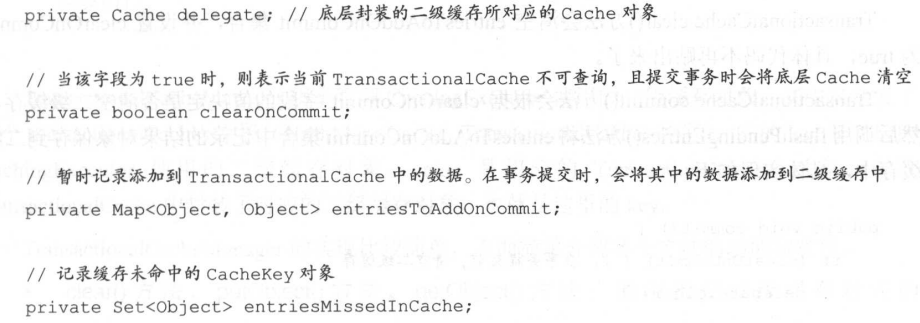 private Cache delegate; // 底层封装的二级缓存所对应的 Cache 对象
// 当该字段为 true 时，则表示当前 TransactionalCache 不可查询，且提交事务时会将底层 Cache 清空
private boolean clearOnCommit;
// 暂时记录添加到 TransactionalCache 中的数据。在事务提交时，会将其中的数据添加到二级缓存中
private Map<Object, Object> entriesToAddOnCommit;
// 记录缓存未命中的 CacheKey 对象
private Set<Object> entriesMissedInCache;